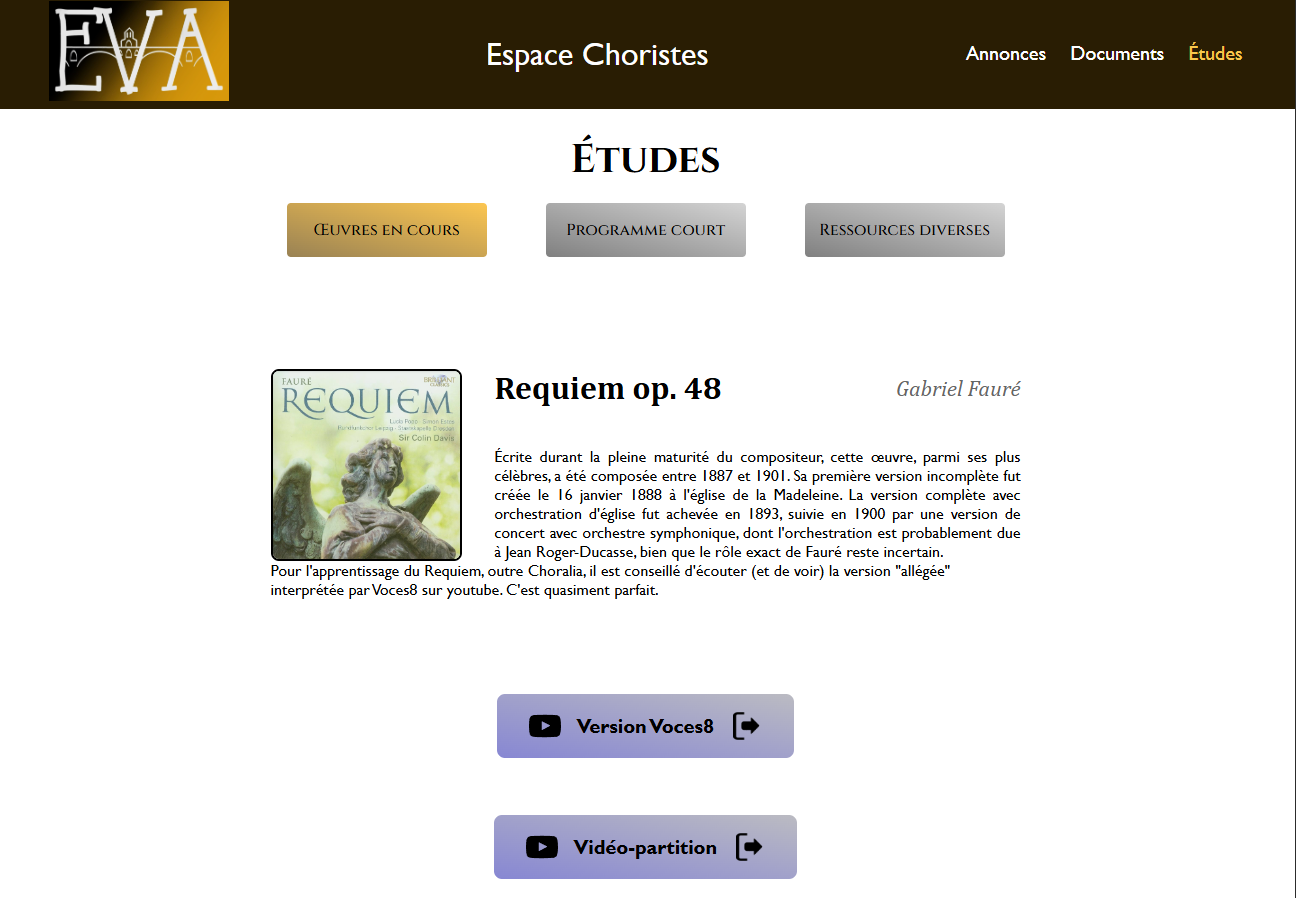 EVA
Espace Choristes
Annonces Documents Études
Études
Œuvres en cours
Programme court
Ressources diverses
FAURÉ
BRILLIANT
CLASSICS
REQUIEM
Sir Colin Davis
Requiem op. 48
Gabriel Fauré
Écrite durant la pleine maturité du compositeur, cette œuvre, parmi ses plus
célèbres, a été composée entre 1887 et 1901. Sa première version incomplète fut
créée le 16 janvier 1888 à l'église de la Madeleine. La version complète avec
orchestration d'église fut achevée en 1893, suivie en 1900 par une version de
concert avec orchestre symphonique, dont l'orchestration est probablement due
à Jean Roger-Ducasse, bien que le rôle exact de Fauré reste incertain.
Pour l'apprentissage du Requiem, outre Choralia, il est conseillé d'écouter (et de voir) la version "allégée"
interprétée par Voces8 sur youtube. C'est quasiment parfait.
Version Voces8
Vidéo-partition